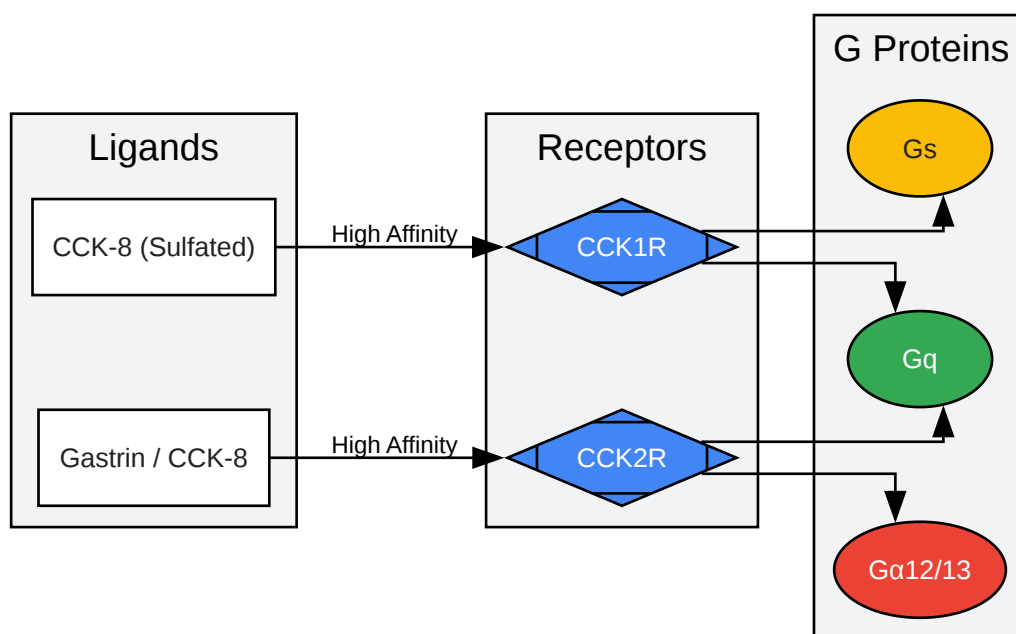 G Proteins
Ligands
Receptors
Gs
CCK-8 (Sulfated)
High Affinity
CCK1R
Gq
Gastrin / CCK-8
High Affinity
CCK2R
Gα12/13